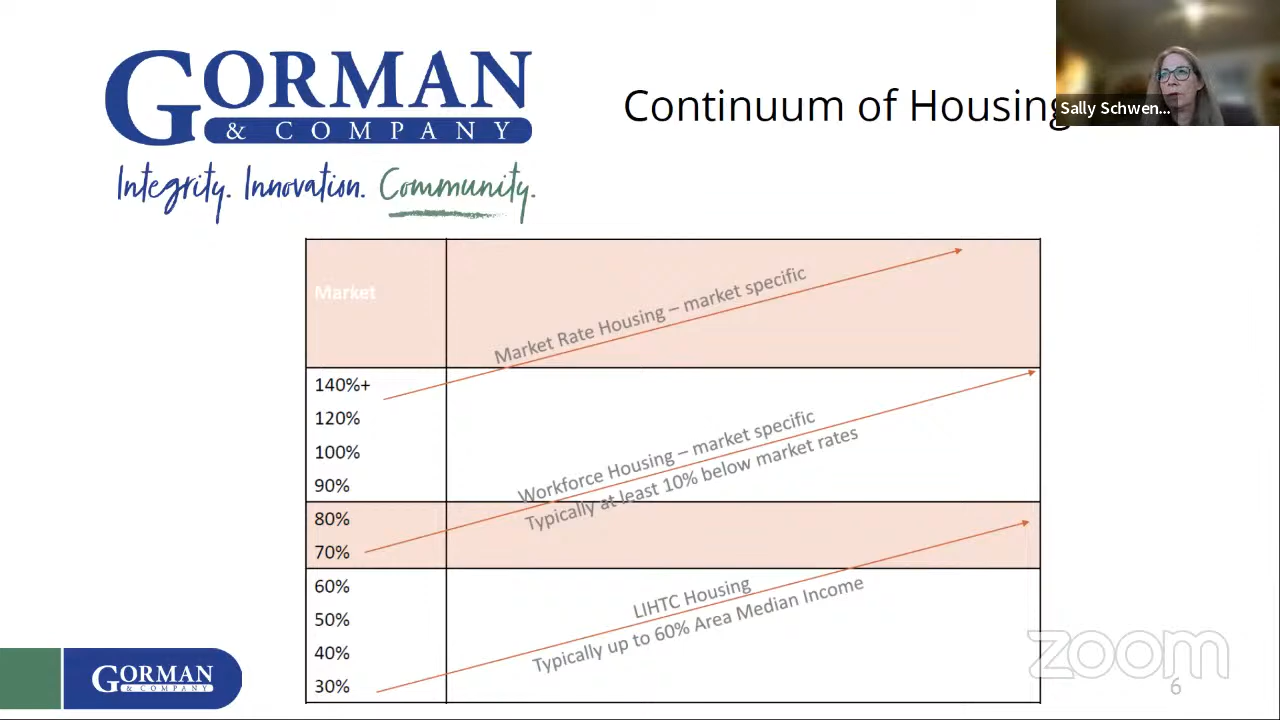 GORMAN
& COMPANY
Integrity. Innovation. Community.
Continuum of Housing
Sally Schwen...
Market
Market Rate Housing – market specific
140%+
120%
100%
90%
Workforce Housing – market specific
Typically at least 10% below market rates
80%
70%
60%
50%
40%
30%
LIHTC Housing
Typically up to 60% Area Median Income
GORMAN
& COMPANY
zoom
6